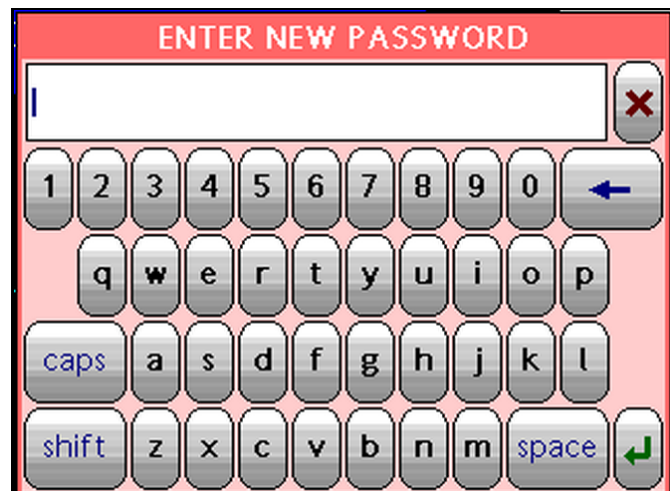 ENTER NEW PASSWORD
1 2 3 4 5 6 7 8 9 0
q w e r t y u i o p
caps a s d f g h j k l
shift z x c v b n m space